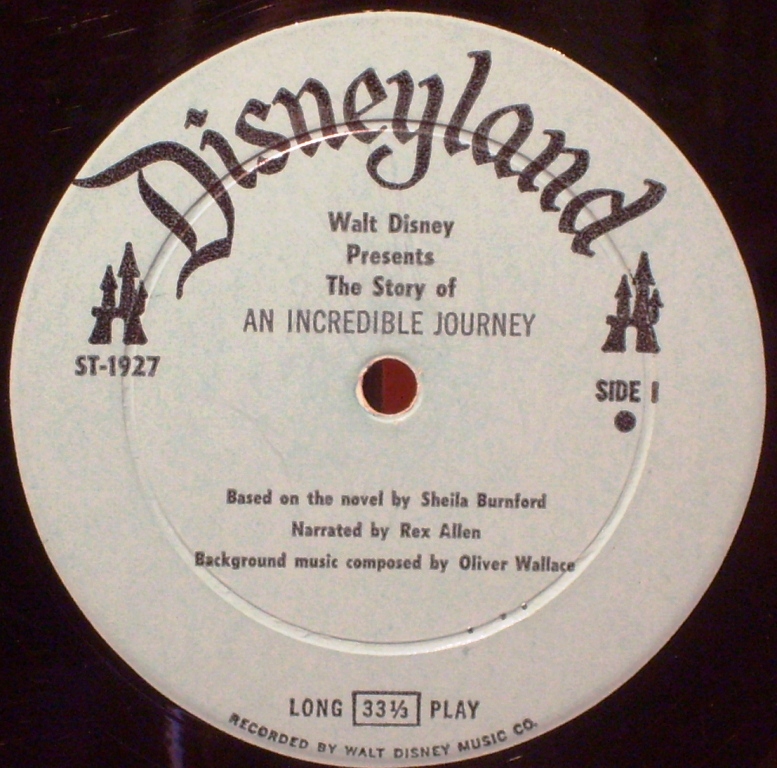 Disneyland
Walt Disney
Presents
The Story of
AN INCREDIBLE JOURNEY
ST-1927
SIDE 1
Based on the novel by Sheila Burnford
Narrated by Rex Allen
Background music composed by Oliver Wallace
LONG 33⅓ PLAY
RECORDED BY WALT DISNEY MUSIC CO.